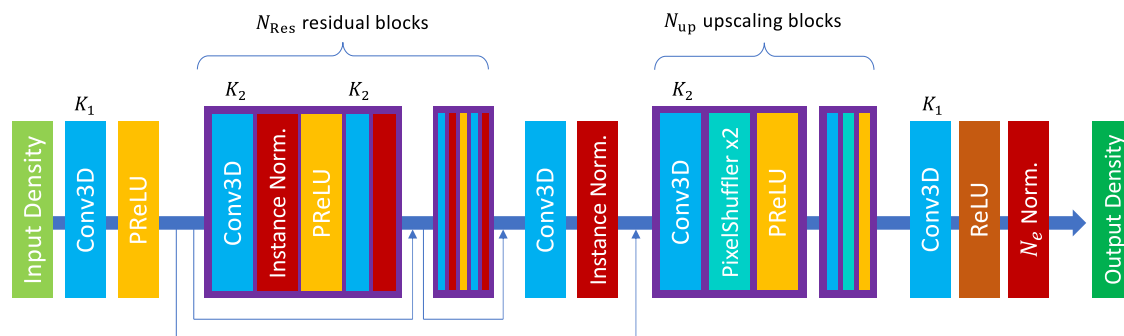 N_Res residual blocks
N_up upscaling blocks
K_1
K_2
K_2
K_2
K_1
Input Density
Conv3D
PReLU
Conv3D
Instance Norm.
PReLU
Conv3D
Instance Norm.
Conv3D
PixelShuffler x2
PReLU
Conv3D
ReLU
N_e Norm.
Output Density